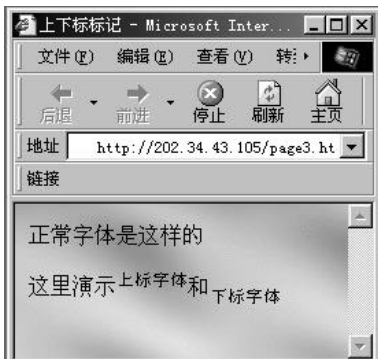 上下标标记 - Microsoft Inter...
文件(F) 编辑(E) 查看(V) 转到
后退 前进 停止 刷新 主页
地址 http://202.34.43.105/page3.ht
链接
正常字体是这样的
这里演示上标字体和下标字体